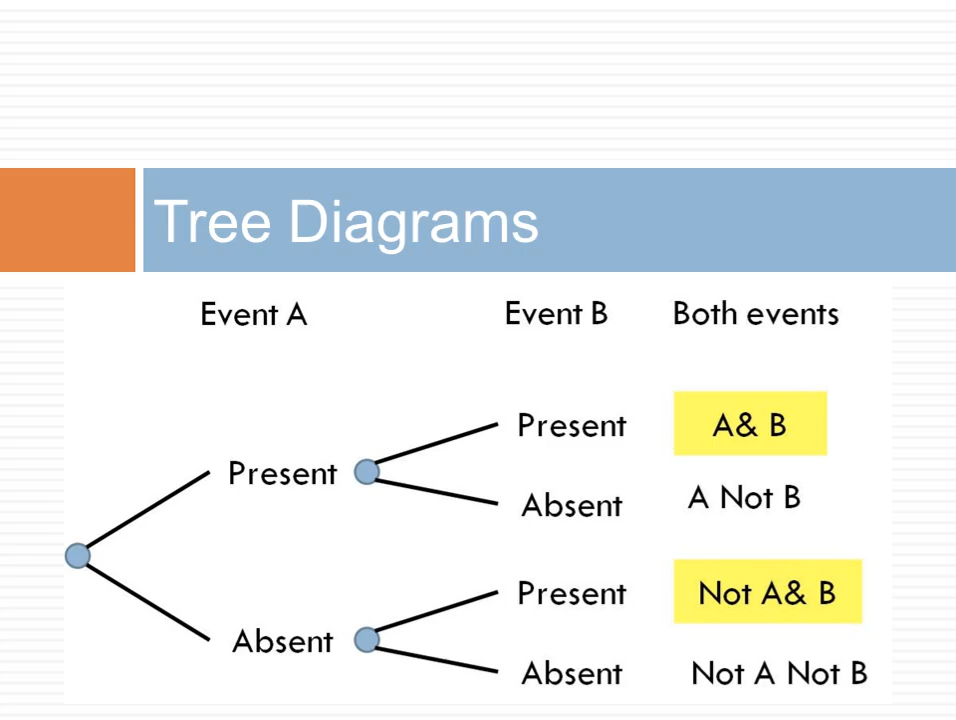 Tree Diagrams
Event A Event B Both events
Present A& B
Present
Absent A Not B
Present Not A& B
Absent
Absent Not A Not B